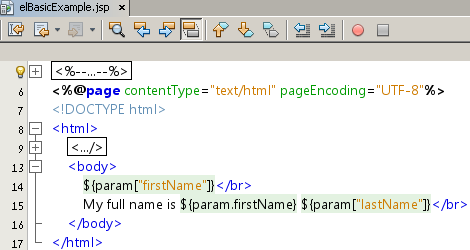 elBasicExample.jsp
<%--...--%>
6 <%@page contentType="text/html" pageEncoding="UTF-8"%>
7 <!DOCTYPE html>
8 <html>
9 <.../>
13 <body>
14 ${param["firstName"]}</br>
15 My full name is ${param.firstName} ${param["lastName"]}</br>
16 </body>
17 </html>